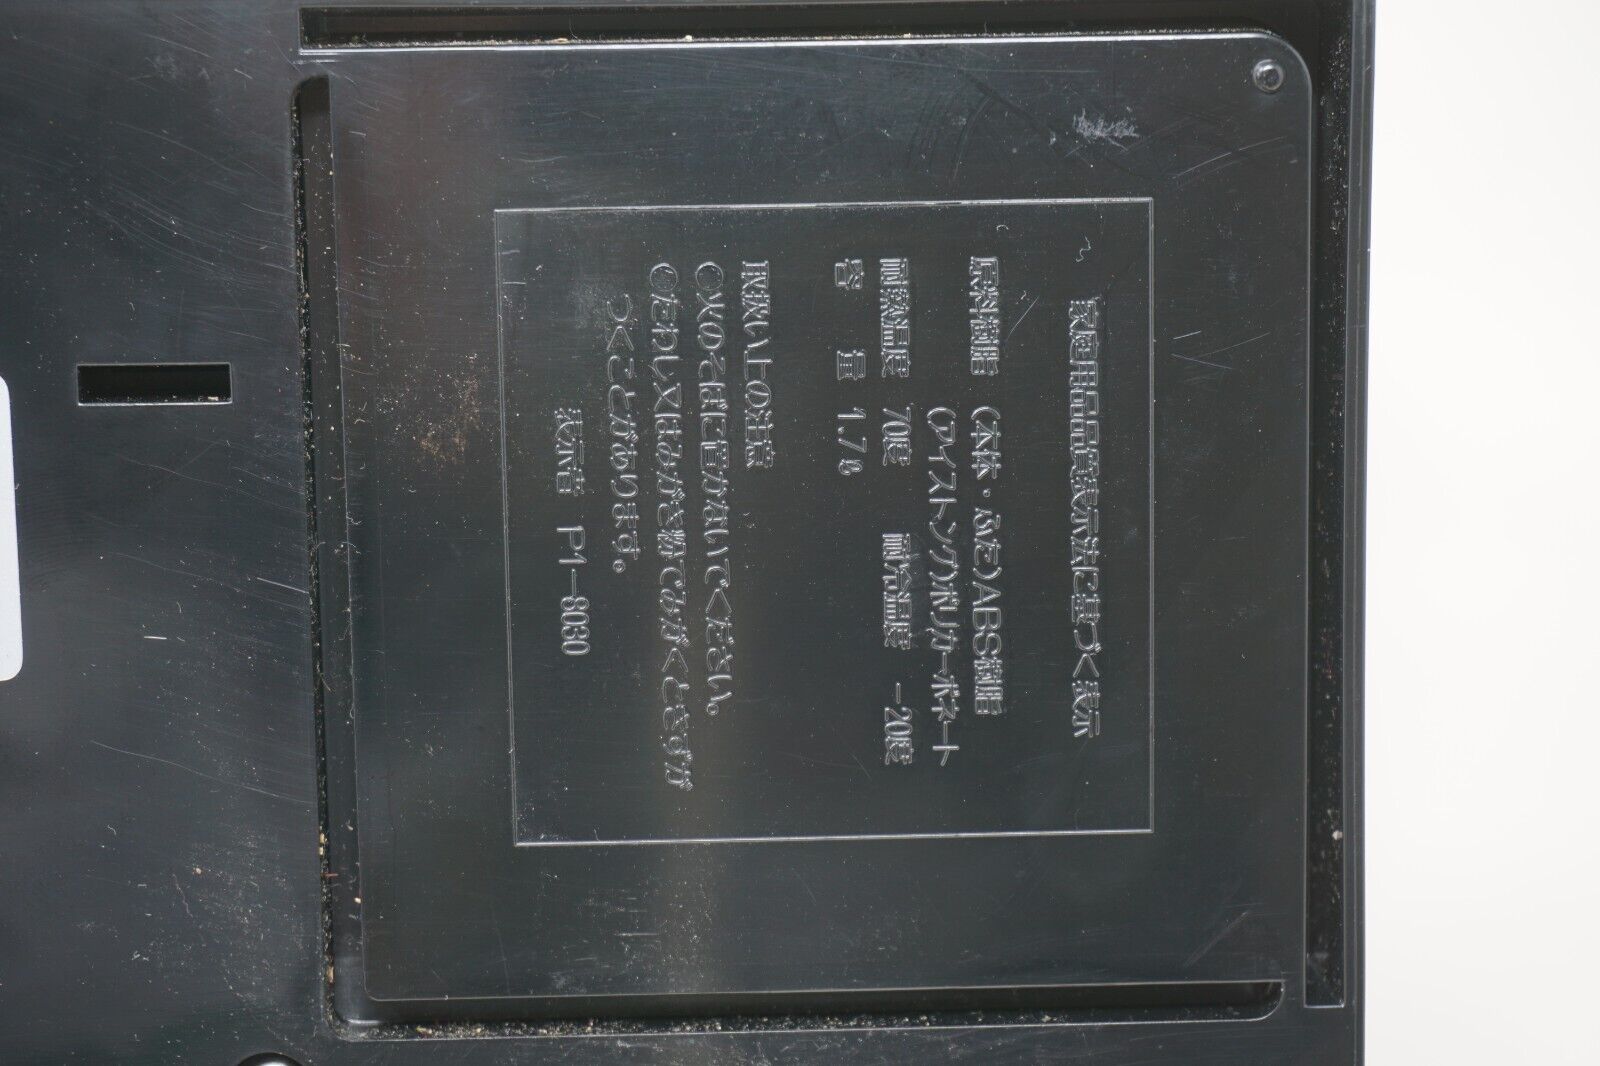 家庭用品品質表示法に基づく表示
原料樹脂 (本体・ふた)ABS樹脂
(アイストング)ポリカーボネート
耐熱温度 70度 耐冷温度 −20度
容量 1.7ℓ
取扱い上の注意
●火のそばに置かないでください。
●たわし又はみがき粉でみがくときずが
つくことがあります。
表示者 P1−8030